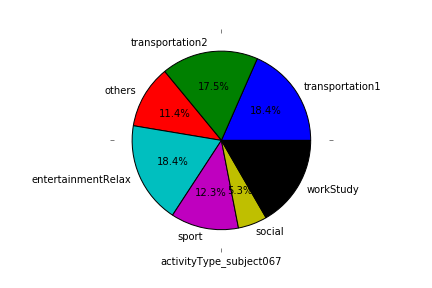 transportation2
17.5%
transportation1
18.4%
others
11.4%
entertainmentRelax
18.4%
12.3%
5.3%
workStudy
sport
social
activityType_subject067